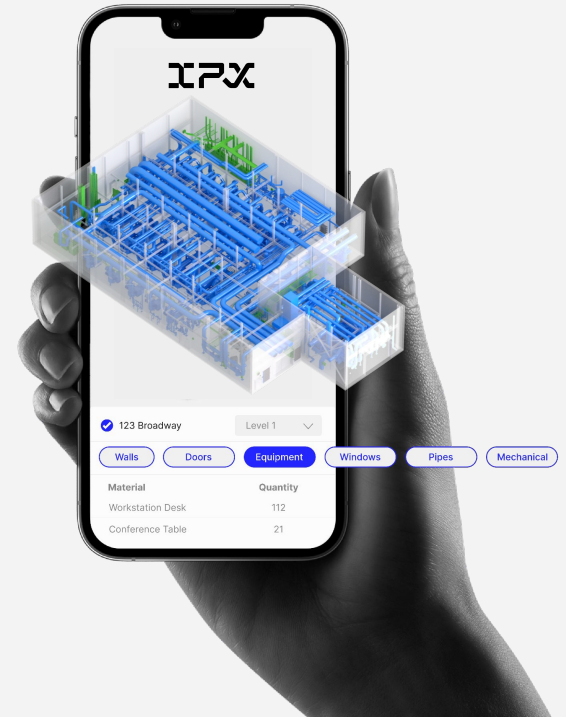 IPX
123 Broadway Level 1
Walls Doors Equipment Windows Pipes Mechanical
Material Quantity
Workstation Desk 112
Conference Table 21